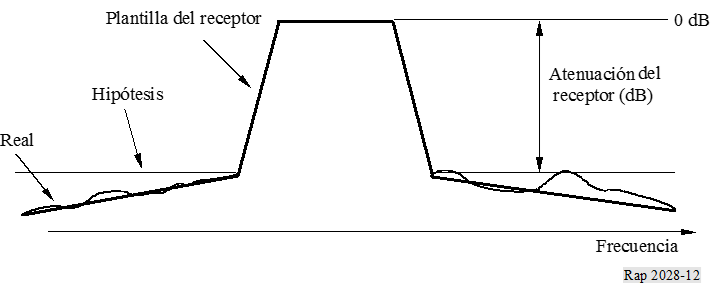 Plantilla del receptor
0 dB
Atenuación del
receptor (dB)
Hipótesis
Real
Frecuencia
Rap 2028-12